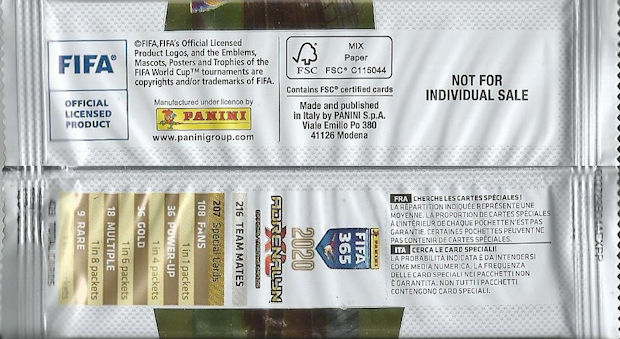 FIFA®
OFFICIAL
LICENSED
PRODUCT
©FIFA,FIFA's Official Licensed
Product Logos, and the Emblems,
Mascots, Posters and Trophies of the
FIFA World Cup™ tournaments are
copyrights and/or trademarks of FIFA.
Manufactured under licence by
PANINI
www.paninigroup.com
FSC
MIX
Paper
FSC® C115044
Contains FSC® certified cards
Made and published
in Italy by PANINI S.p.A.
Viale Emilio Po 380
41126 Modena
NOT FOR
INDIVIDUAL SALE
PANINI
FIFA
365
2020
ADRENALYN
XL
216 TEAM MATES
207 Special Cards
108 FANS
1 in 1 packets
36 POWER-UP
1 in 4 packets
36 GOLD
1 in 6 packets
18 MULTIPLE
1 in 8 packets
9 RARE
FRA CHERCHE LES CARTES SPÉCIALES!
LA RÉPARTITION INDIQUÉE REPRÉSENTE UNE
MOYENNE. LA PROPORTION DE CARTES SPÉCIALES
À L'INTÉRIEUR DE CHAQUE POCHETTE N'EST PAS
GARANTIE. CERTAINES POCHETTES PEUVENT NE
PAS CONTENIR DE CARTES SPÉCIALES.
ITA CERCA LE CARD SPECIALI!
LA PROBABILITÀ INDICATA È DA INTENDERSI
COME MEDIA NUMERICA. LA FREQUENZA
DELLE CARD SPECIALI NEI PACCHETTI NON
È GARANTITA. NON TUTTI I PACCHETTI
CONTENGONO CARD SPECIALI.